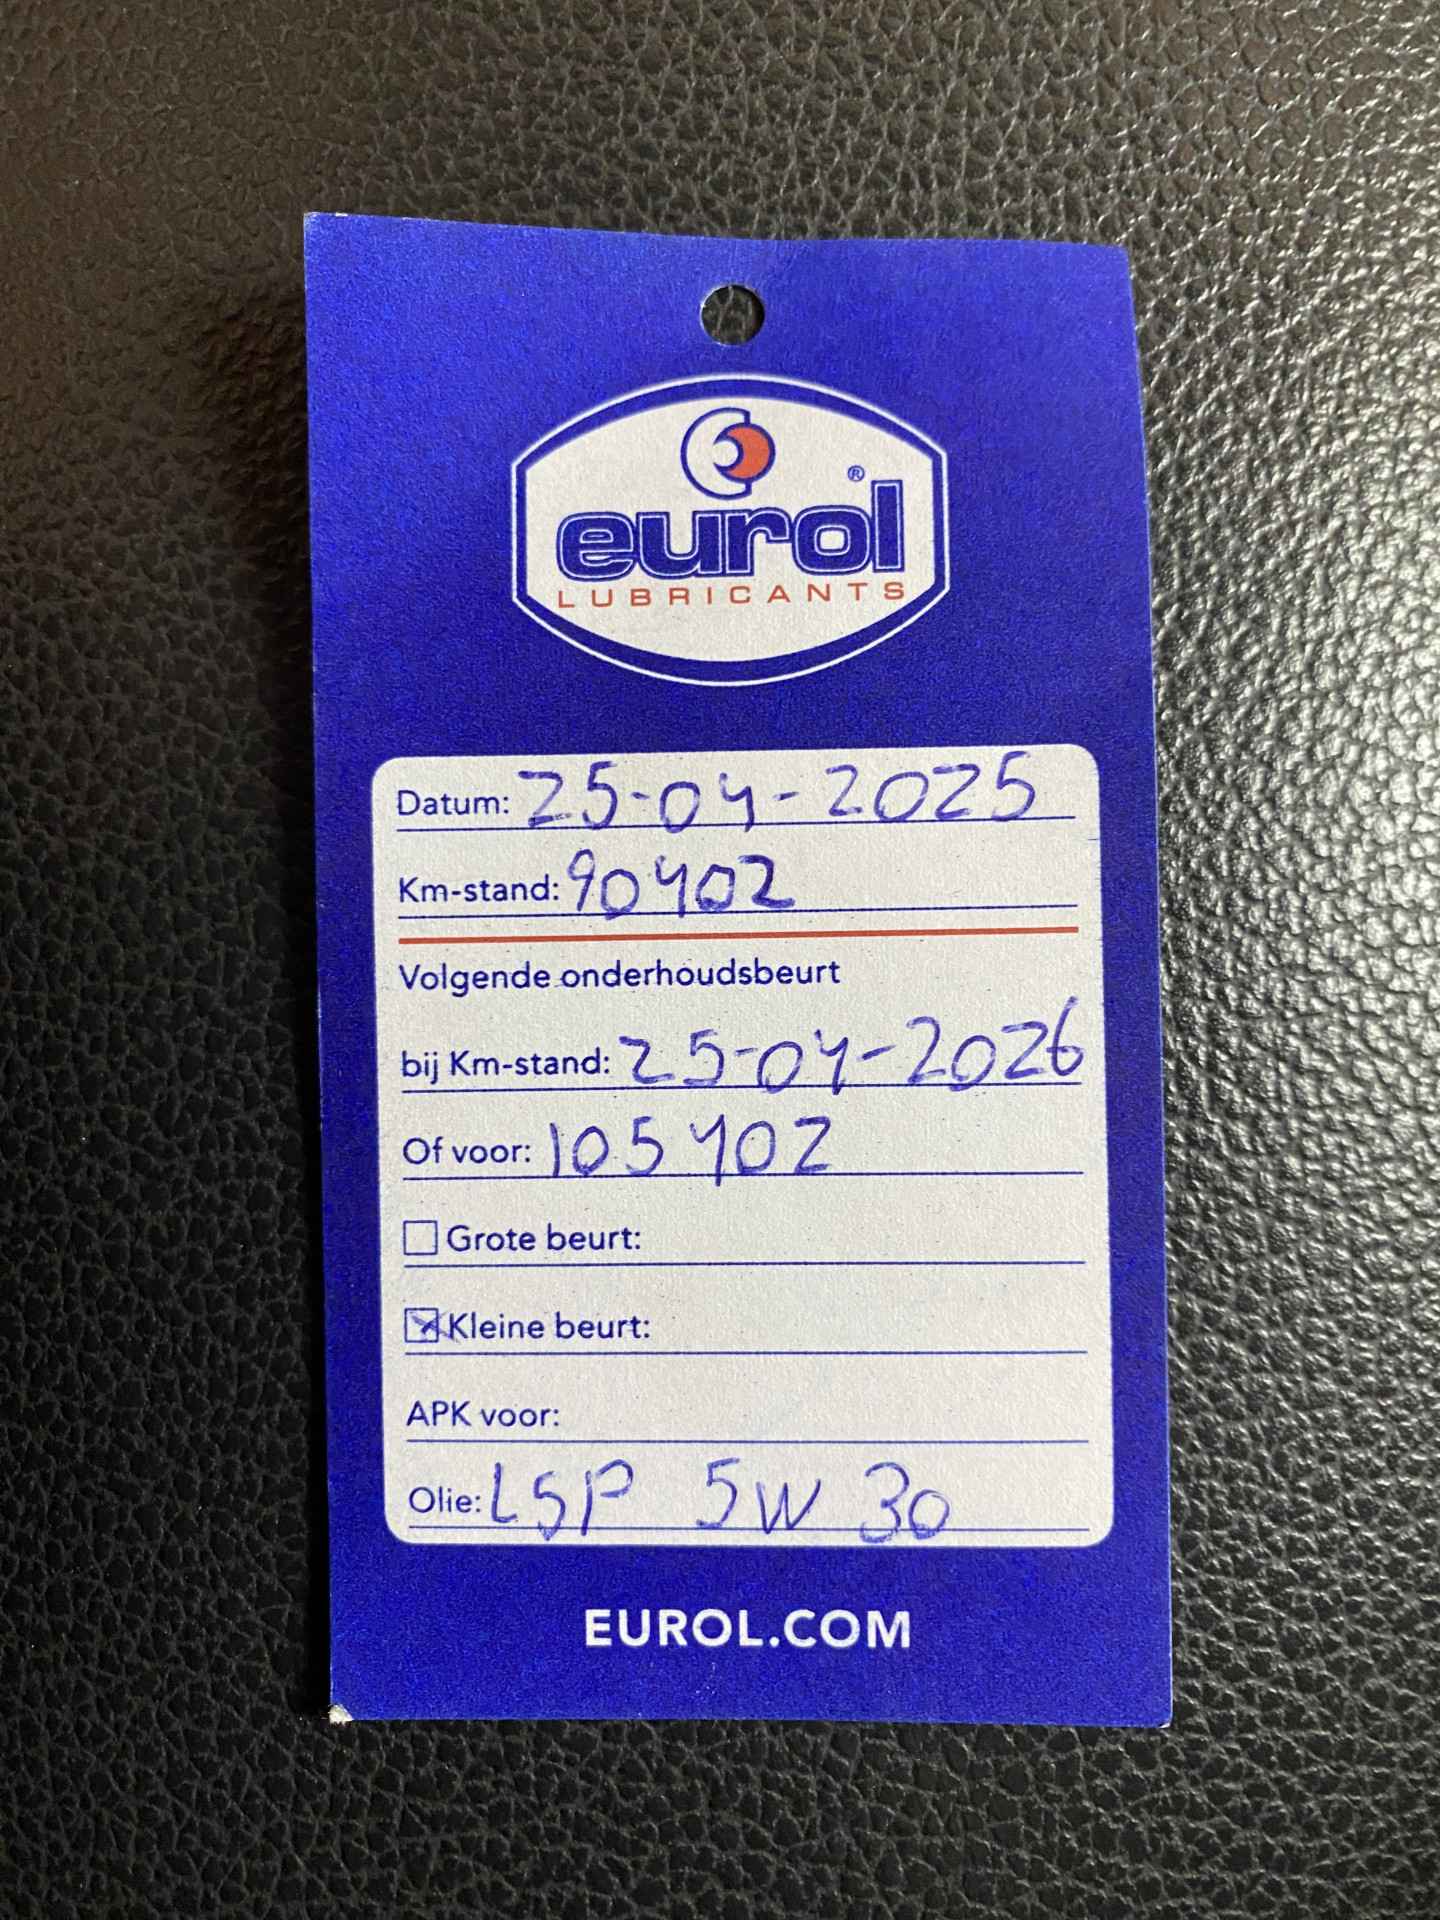 eurol®
LUBRICANTS
Datum: 25-04-2025
Km-stand: 90402
Volgende onderhoudsbeurt
bij Km-stand: 25-04-2026
Of voor: 105402
Grote beurt:
Kleine beurt:
APK voor:
Olie: LSP 5W 30
EUROL.COM